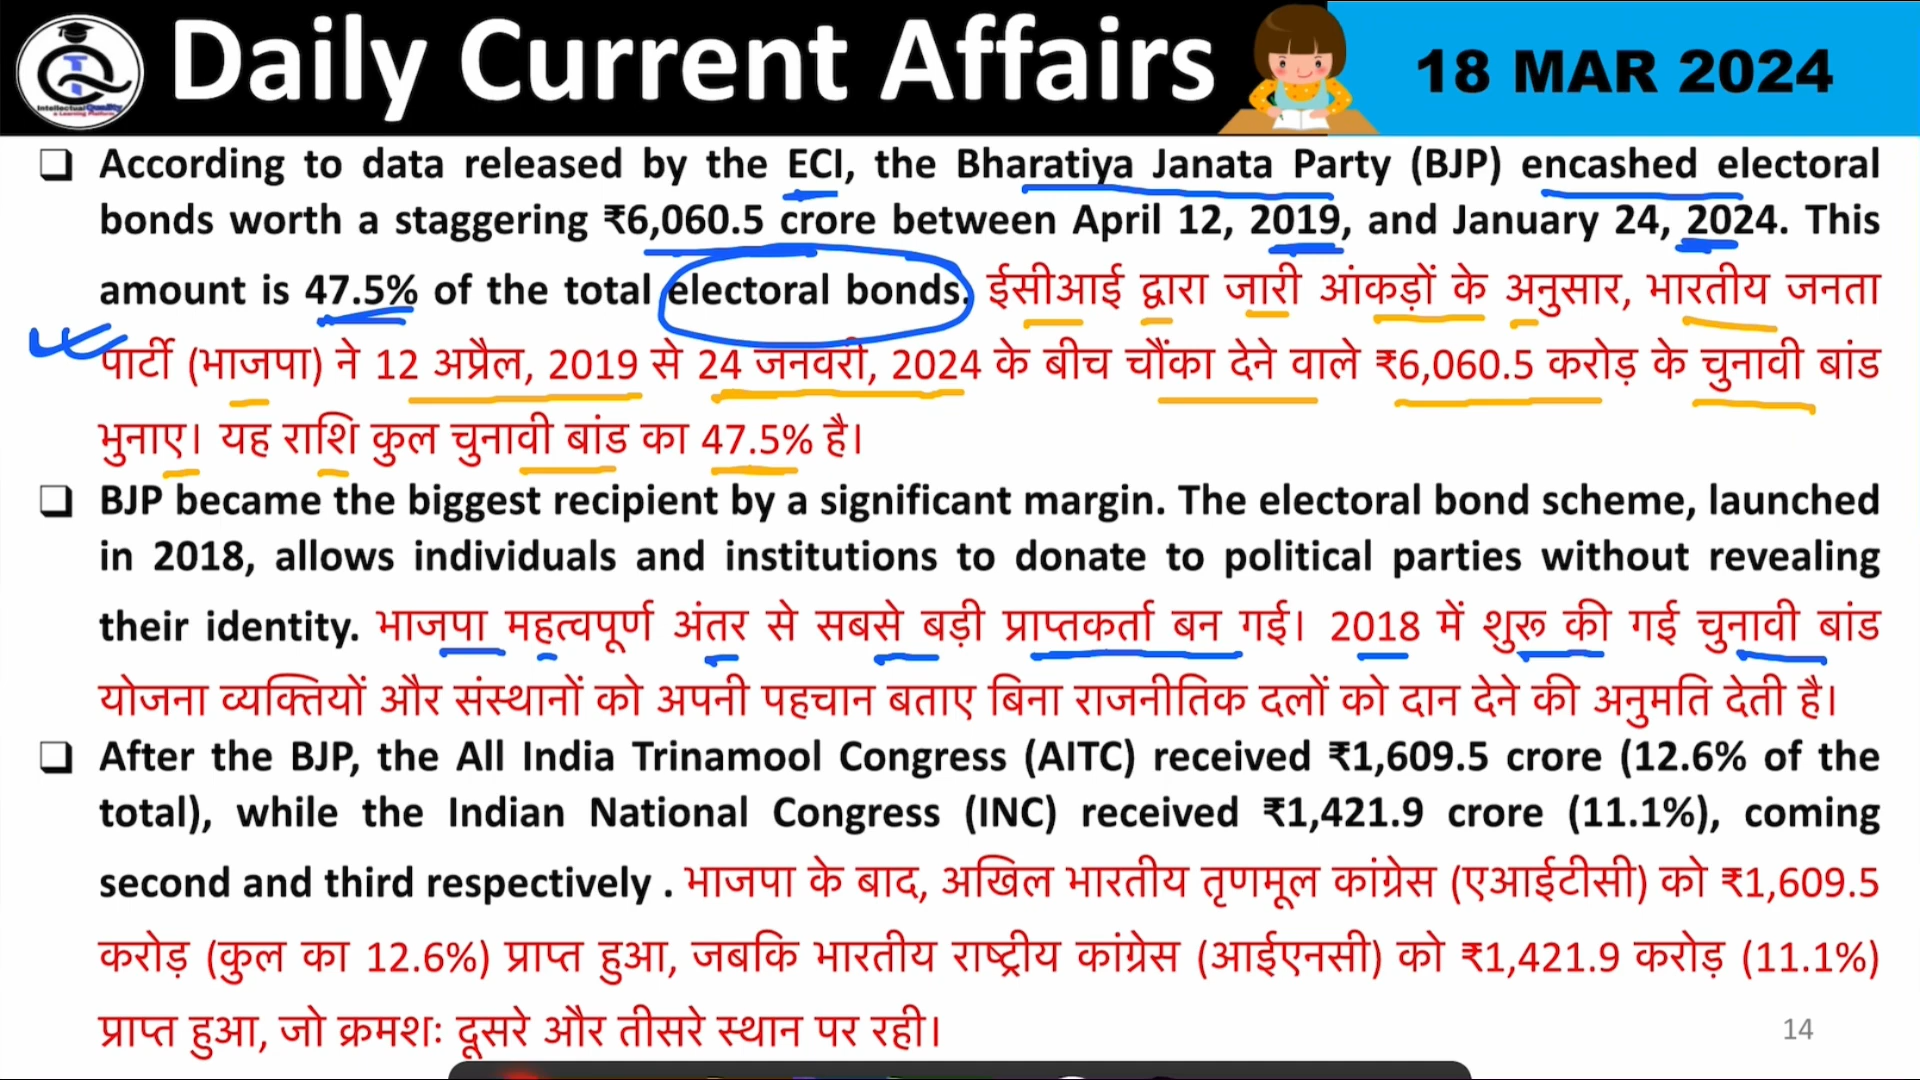 Daily Current Affairs
18 MAR 2024
❑ According to data released by the ECI, the Bharatiya Janata Party (BJP) encashed electoral
bonds worth a staggering ₹6,060.5 crore between April 12, 2019, and January 24, 2024. This
amount is 47.5% of the total electoral bonds. ईसीआई द्वारा जारी आंकड़ों के अनुसार, भारतीय जनता
पार्टी (भाजपा) ने 12 अप्रैल, 2019 से 24 जनवरी, 2024 के बीच चौंका देने वाले ₹6,060.5 करोड़ के चुनावी बांड
भुनाए। यह राशि कुल चुनावी बांड का 47.5% है।
❑ BJP became the biggest recipient by a significant margin. The electoral bond scheme, launched
in 2018, allows individuals and institutions to donate to political parties without revealing
their identity. भाजपा महत्वपूर्ण अंतर से सबसे बड़ी प्राप्तकर्ता बन गई। 2018 में शुरू की गई चुनावी बांड
योजना व्यक्तियों और संस्थानों को अपनी पहचान बताए बिना राजनीतिक दलों को दान देने की अनुमति देती है।
❑ After the BJP, the All India Trinamool Congress (AITC) received ₹1,609.5 crore (12.6% of the
total), while the Indian National Congress (INC) received ₹1,421.9 crore (11.1%), coming
second and third respectively . भाजपा के बाद, अखिल भारतीय तृणमूल कांग्रेस (एआईटीसी) को ₹1,609.5
करोड़ (कुल का 12.6%) प्राप्त हुआ, जबकि भारतीय राष्ट्रीय कांग्रेस (आईएनसी) को ₹1,421.9 करोड़ (11.1%)
प्राप्त हुआ, जो क्रमशः दूसरे और तीसरे स्थान पर रही।
14